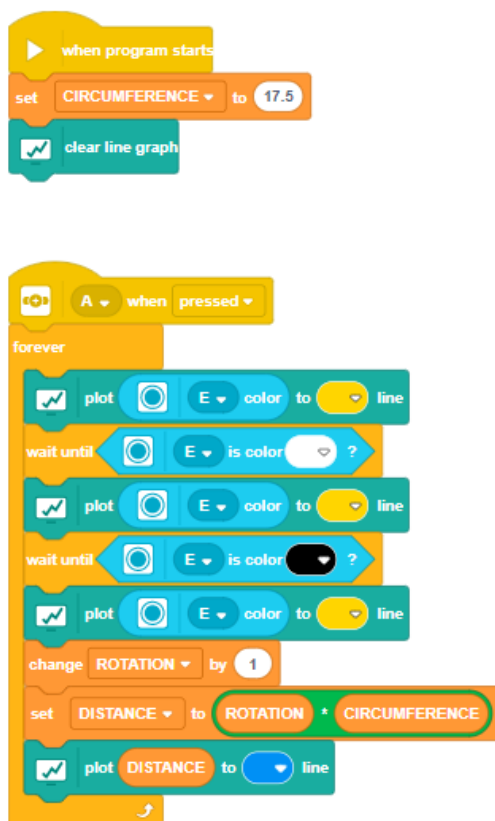 when program starts
set CIRCUMFERENCE to 17.5
clear line graph
A when pressed
forever
plot E color to line
wait until E is color ?
plot E color to line
wait until E is color ?
plot E color to line
change ROTATION by 1
set DISTANCE to ROTATION * CIRCUMFERENCE
plot DISTANCE to line